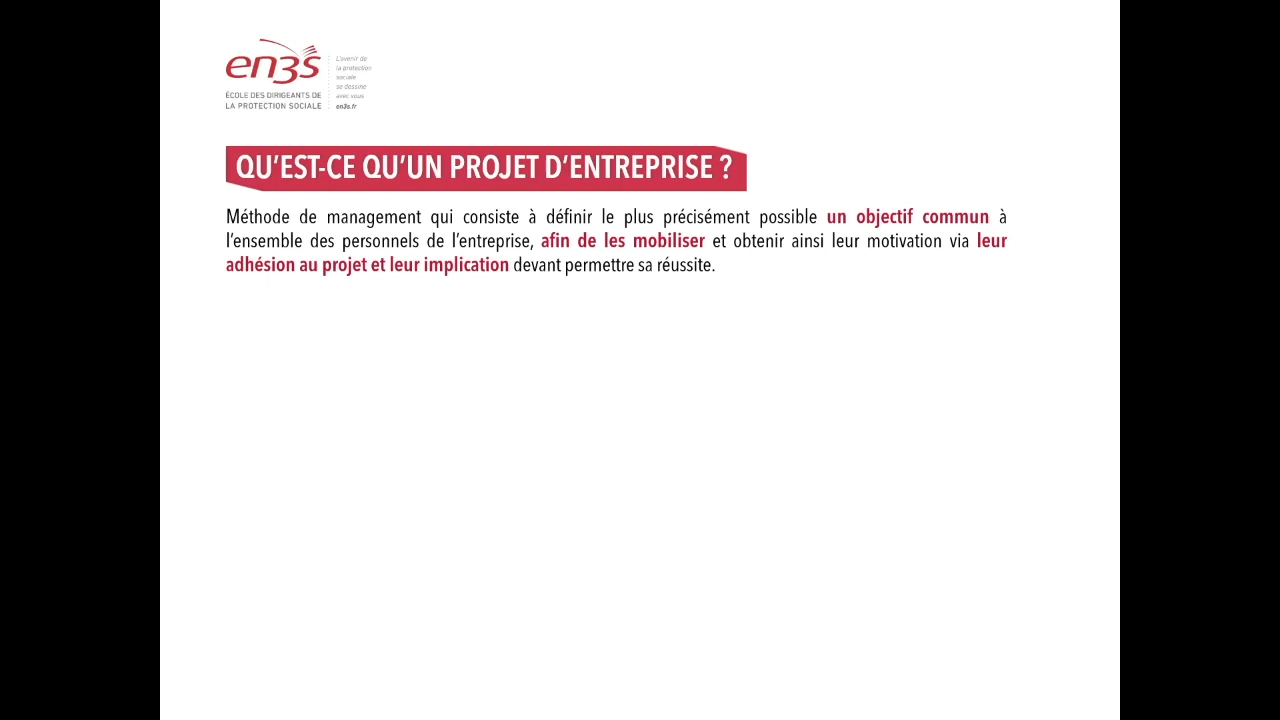 en3s
ÉCOLE DES DIRIGEANTS DE
LA PROTECTION SOCIALE
L'avenir de
la protection
sociale
se dessine
avec vous
en3s.fr
QU'EST-CE QU'UN PROJET D'ENTREPRISE ?
Méthode de management qui consiste à définir le plus précisément possible un objectif commun à
l'ensemble des personnels de l'entreprise, afin de les mobiliser et obtenir ainsi leur motivation via leur
adhésion au projet et leur implication devant permettre sa réussite.